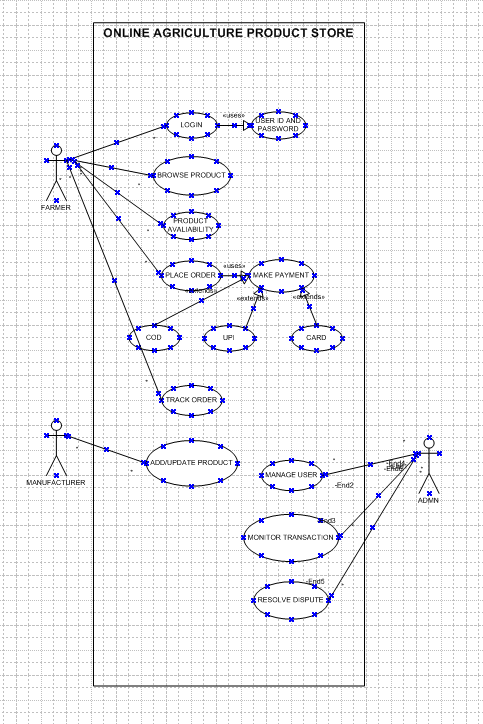 ONLINE AGRICULTURE PRODUCT STORE
«uses»
LOGIN
USER ID AND
PASSWORD
BROWSE PRODUCT
FARMER
PRODUCT
AVALIABILITY
«uses»
PLACE ORDER
MAKE PAYMENT
«extends»
«extends»
«extends»
COD
UPI
CARD
TRACK ORDER
ADD/UPDATE PRODUCT
MANUFACTURER
MANAGE USER
-End2
ADMN
-End3
MONITOR TRANSACTION
-End5
RESOLVE DISPUTE